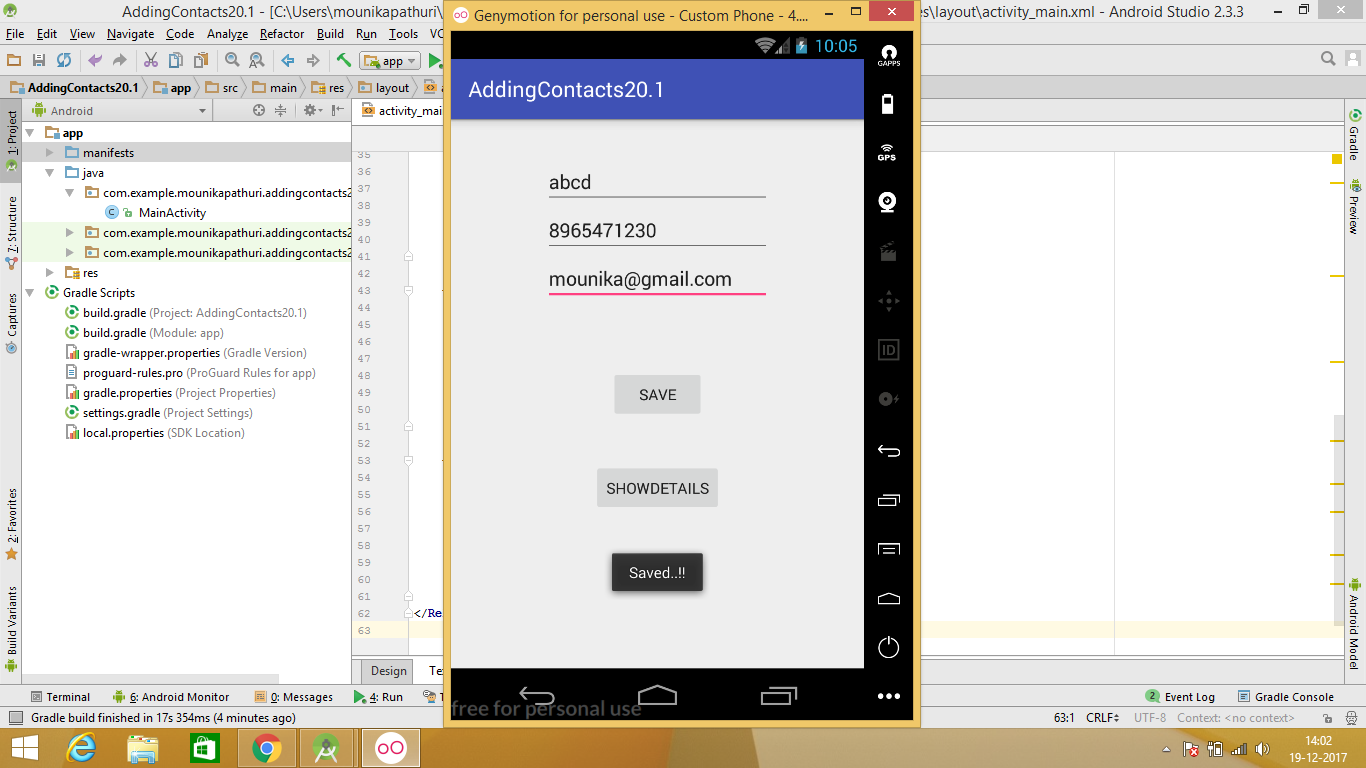 AddingContacts20.1 - [C:\Users\mounikapathuri\
Genymotion for personal use - Custom Phone - 4....
es\layout\activity_main.xml - Android Studio 2.3.3
File Edit View Navigate Code Analyze Refactor Build Run Tools VC
app
AddingContacts20.1 app src main res layout
Android
activity_mai
1: Project
7: Structure
Captures
2: Favorites
Build Variants
app
manifests
java
com.example.mounikapathuri.addingcontacts2
MainActivity
com.example.mounikapathuri.addingcontacts2
com.example.mounikapathuri.addingcontacts2
res
Gradle Scripts
build.gradle (Project: AddingContacts20.1)
build.gradle (Module: app)
gradle-wrapper.properties (Gradle Version)
proguard-rules.pro (ProGuard Rules for app)
gradle.properties (Project Properties)
settings.gradle (Project Settings)
local.properties (SDK Location)
35
36
37
38
39
40
41
42
43
44
45
46
47
48
49
50
51
52
53
54
55
56
57
58
59
60
61
62 </Re
63
Design Te
10:05
AddingContacts20.1
abcd
8965471230
mounika@gmail.com
SAVE
SHOWDETAILS
Saved..!!
free for personal use
GAPPS
GPS
ID
Gradle
Preview
Android Model
Terminal 6: Android Monitor 0: Messages 4: Run
2 Event Log Gradle Console
Gradle build finished in 17s 354ms (4 minutes ago)
63:1 CRLF UTF-8 Context: <no context>
14:02
19-12-2017